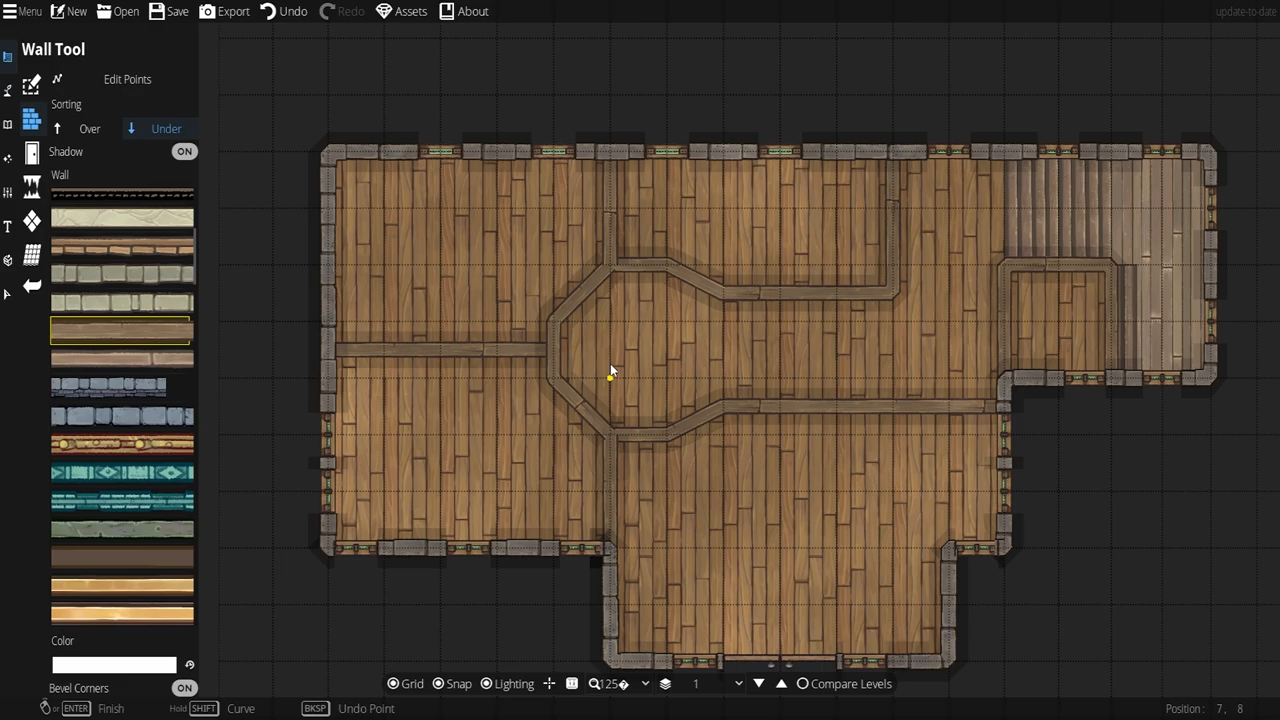 Menu New Open Save Export Undo Redo Assets About update-to-date
Wall Tool
Edit Points
Sorting
Over Under
Shadow ON
Wall
Color
Bevel Corners ON
Grid Snap Lighting 125� 1 Compare Levels
or ENTER Finish Hold SHIFT Curve BKSP Undo Point Position : 7 , 8